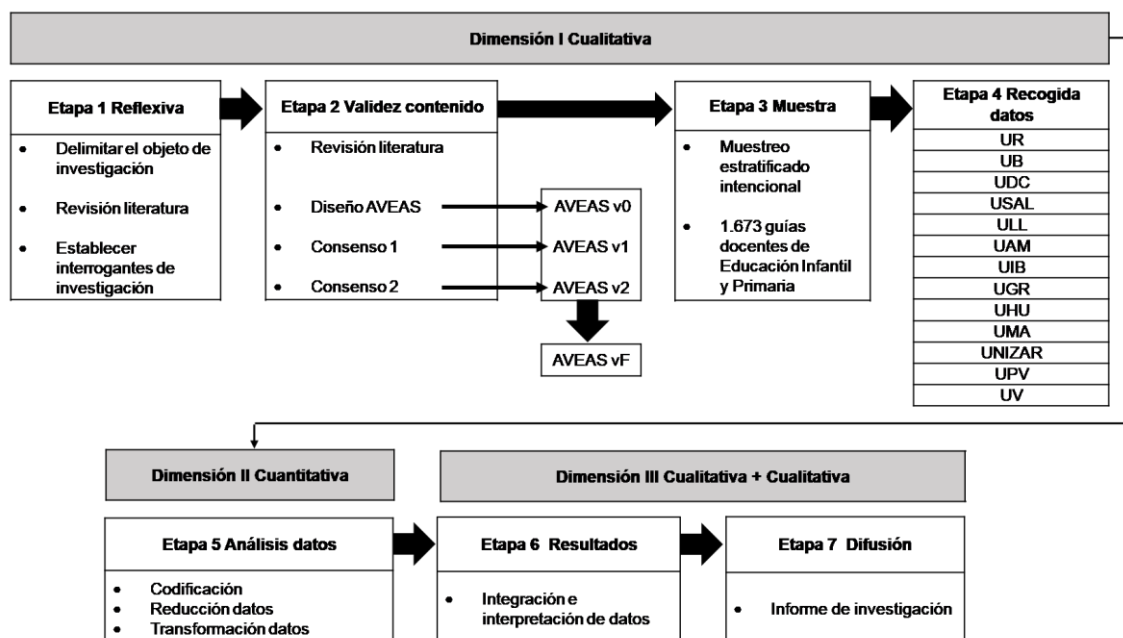 Dimensión I Cualitativa
Etapa 1 Reflexiva
• Delimitar el objeto de
investigación
• Revisión literatura
• Establecer
interrogantes de
investigación
Etapa 2 Validez contenido
• Revisión literatura
• Diseño AVEAS
• Consenso 1
• Consenso 2
AVEAS v0
AVEAS v1
AVEAS v2
AVEAS vF
Etapa 3 Muestra
• Muestreo
estratificado
intencional
• 1.673 guías
docentes de
Educación Infantil
y Primaria
Etapa 4 Recogida
datos
UR
UB
UDC
USAL
ULL
UAM
UIB
UGR
UHU
UMA
UNIZAR
UPV
UV
Dimensión II Cuantitativa
Etapa 5 Análisis datos
• Codificación
• Reducción datos
• Transformación datos
Dimensión III Cualitativa + Cualitativa
Etapa 6 Resultados
• Integración e
interpretación de datos
Etapa 7 Difusión
• Informe de investigación